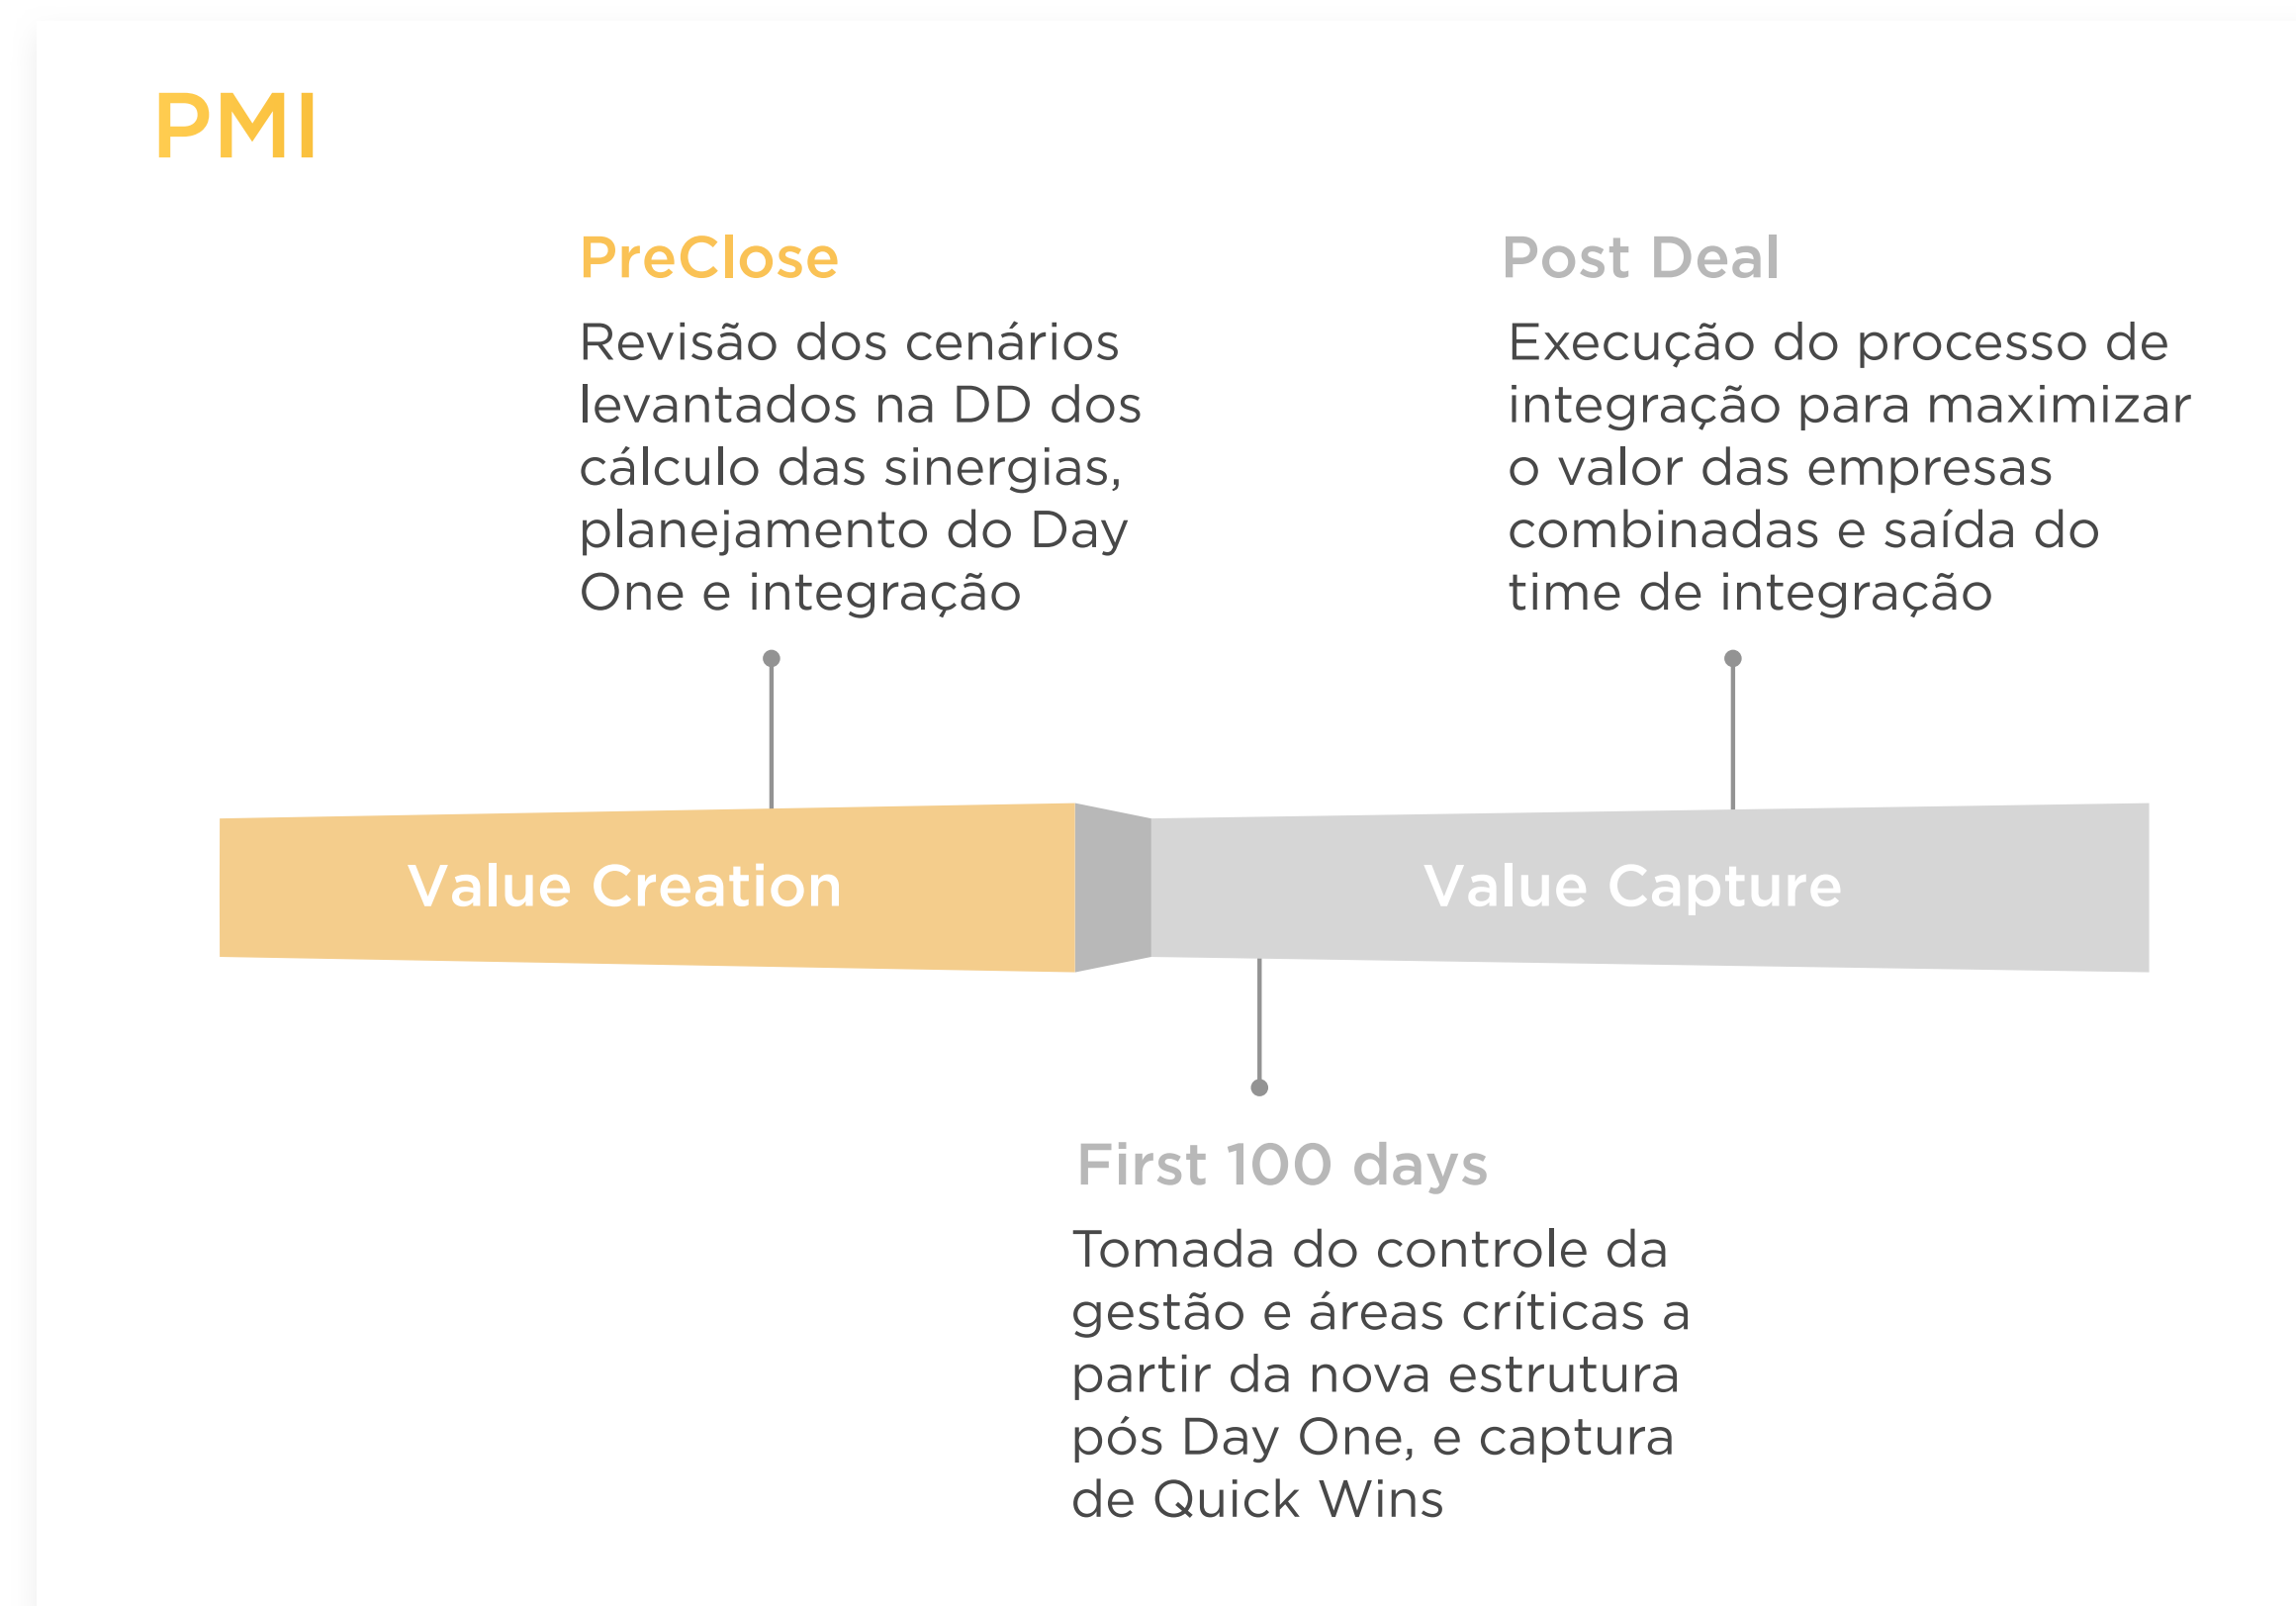 PMI
PreClose
Revisão dos cenários
levantados na DD dos
cálculo das sinergias,
planejamento do Day
One e integração
Post Deal
Execução do processo de
integração para maximizar
o valor das empresas
combinadas e saída do
time de integração
Value Creation
Value Capture
First 100 days
Tomada do controle da
gestão e áreas críticas a
partir da nova estrutura
pós Day One, e captura
de Quick Wins